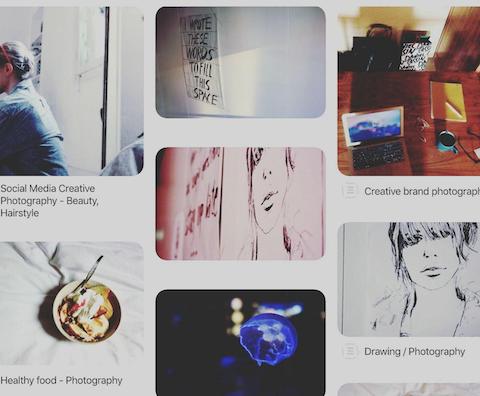 I WROTE
THESE
WORDS
TO FILL
THIS
SPACE
Social Media Creative
Photography - Beauty,
Hairstyle
Creative brand photograph
Healthy food - Photography
Drawing / Photography